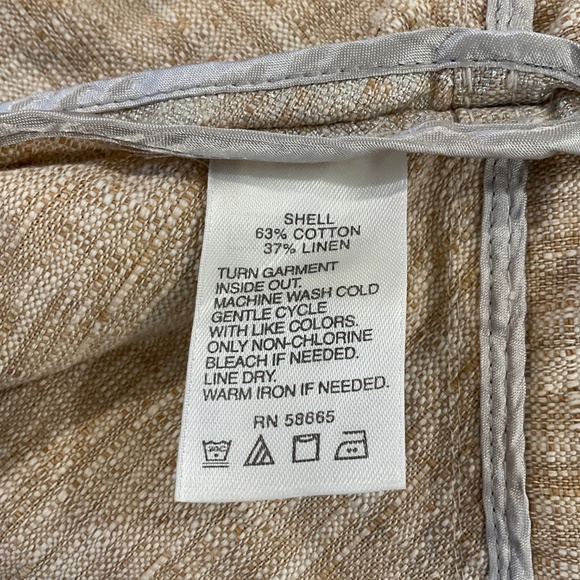 SHELL
63% COTTON
37% LINEN
TURN GARMENT
INSIDE OUT.
MACHINE WASH COLD
GENTLE CYCLE
WITH LIKE COLORS.
ONLY NON-CHLORINE
BLEACH IF NEEDED.
LINE DRY.
WARM IRON IF NEEDED.
RN 58665